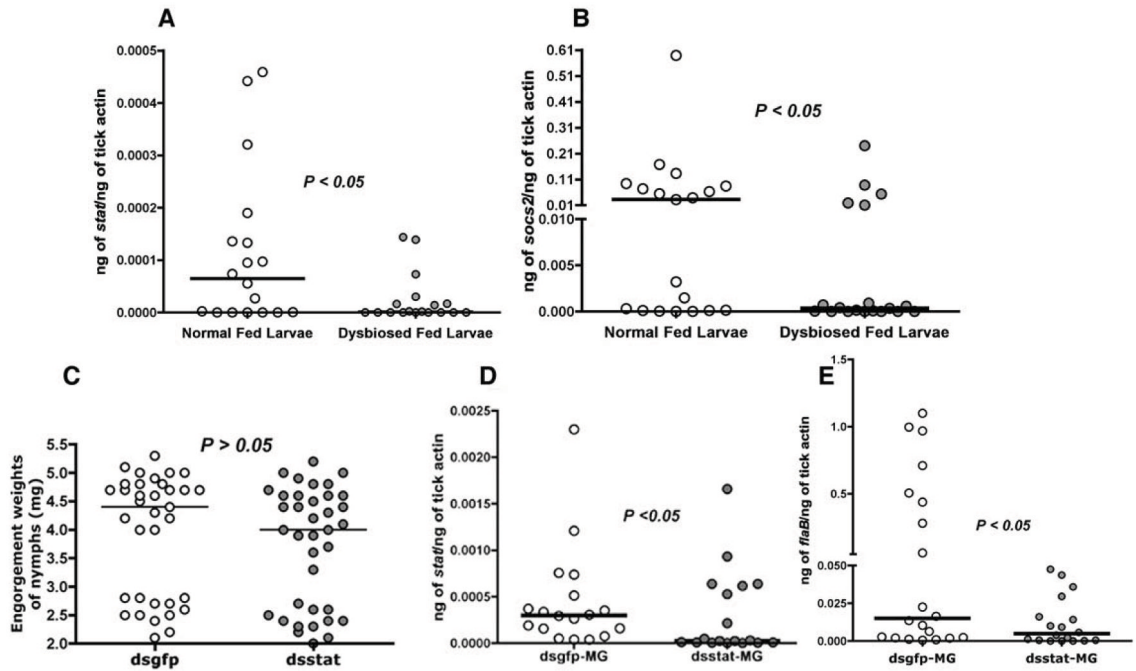 A
0.0005
0.0004
0.0003
0.0002
0.0001
0.0000
ng of stat/ng of tick actin
P < 0.05
Normal Fed Larvae
Dysbiosed Fed Larvae
B
0.61
0.51
0.41
0.31
0.21
0.11
0.01
0.010
0.005
0.000
ng of socs2/ng of tick actin
P < 0.05
Normal Fed Larvae
Dysbiosed Fed Larvae
C
5.5
5.0
4.5
4.0
3.5
3.0
2.5
2.0
Engorgement weights
of nymphs (mg)
P > 0.05
dsgfp
dsstat
D
0.0025
0.0020
0.0015
0.0010
0.0005
0.0000
ng of stat/ng of tick actin
P <0.05
dsgfp-MG
dsstat-MG
E
1.5
1.0
0.5
0.050
0.025
0.000
ng of flaB/ng of tick actin
P < 0.05
dsgfp-MG
dsstat-MG